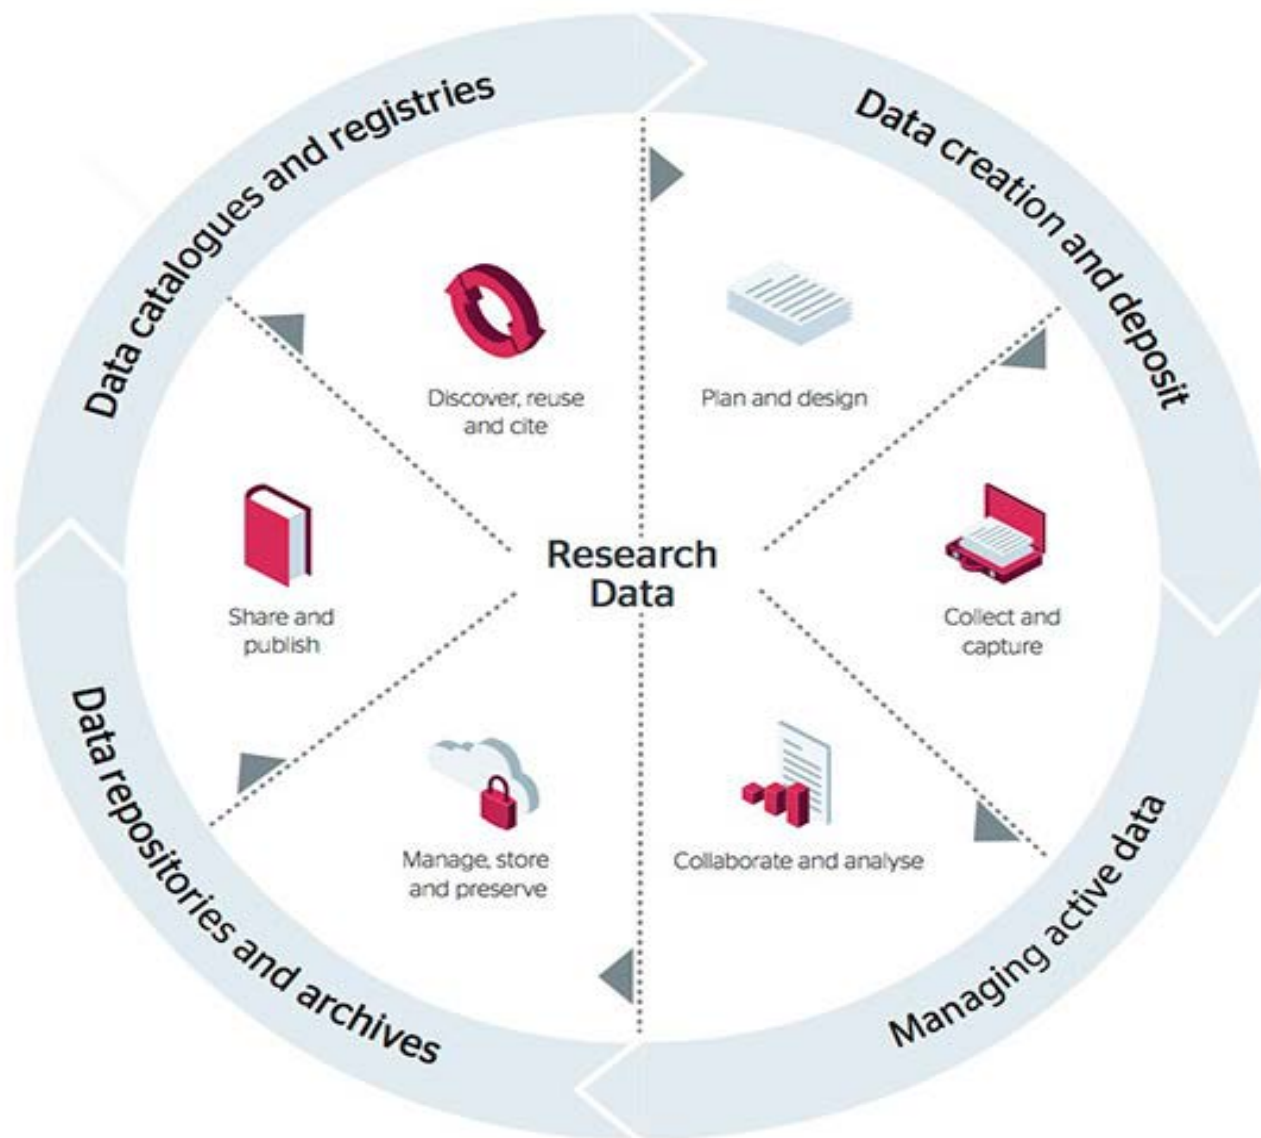 Data catalogues and registries
Data creation and deposit
Discover, reuse
and cite
Plan and design
Research
Data
Share and
publish
Collect and
capture
Manage, store
and preserve
Collaborate and analyse
Data repositories and archives
Managing active data